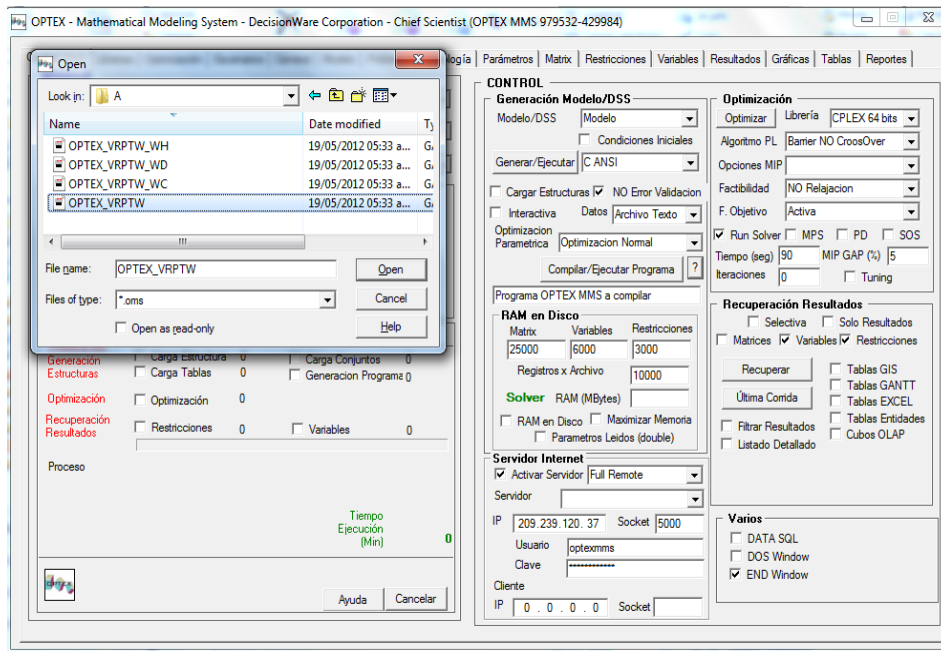 OPTEX - Mathematical Modeling System - DecisionWare Corporation - Chief Scientist (OPTEX MMS 979532-429984)
Open
Look in: A
Name Date modified
OPTEX_VRPTW_WH 19/05/2012 05:33 a...
OPTEX_VRPTW_WD 19/05/2012 05:33 a...
OPTEX_VRPTW_WC 19/05/2012 05:33 a...
OPTEX_VRPTW 19/05/2012 05:33 a...
File name: OPTEX_VRPTW Open
Files of type: *.oms Cancel
Open as read-only Help
Parámetros Matrix Restricciones Variables Resultados Gráficas Tablas Reportes
CONTROL
Generación Modelo/DSS
Modelo/DSS Modelo
Condiciones Iniciales
Generar/Ejecutar C ANSI
Cargar Estructuras NO Error Validacion
Interactiva Datos Archivo Texto
Optimizacion
Parametrica Optimizacion Normal
Compilar/Ejecutar Programa ?
Programa OPTEX MMS a compilar
RAM en Disco
Matrix Variables Restricciones
25000 6000 3000
Registros x Archivo 10000
Solver RAM (MBytes)
RAM en Disco Maximizar Memoria
Parametros Leidos (double)
Servidor Internet
Activar Servidor Full Remote
Servidor
IP 209.239.120. 37 Socket 5000
Usuario optexmms
Clave ************
Cliente
IP 0 . 0 . 0 . 0 Socket
Optimización
Optimizar Librería CPLEX 64 bits
Algoritmo PL Barrier NO CroosOver
Opciones MIP
Factibilidad NO Relajacion
F. Objetivo Activa
Run Solver MPS PD SOS
Tiempo (seg) 90 MIP GAP (%) 5
Iteraciones 0 Tuning
Recuperación Resultados
Selectiva Solo Resultados
Matrices Variables Restricciones
Recuperar Tablas GIS
Tablas GANTT
Última Corrida Tablas EXCEL
Filtrar Resultados Tablas Entidades
Listado Detallado Cubos OLAP
Varios
DATA SQL
DOS Window
END Window
Generación Carga Estructura 0 Carga Conjuntos 0
Estructuras Carga Tablas 0 Generacion Programa 0
Optimización Optimización 0
Recuperación
Resultados Restricciones 0 Variables 0
Proceso
Tiempo
Ejecución
(Min) 0
Ayuda Cancelar